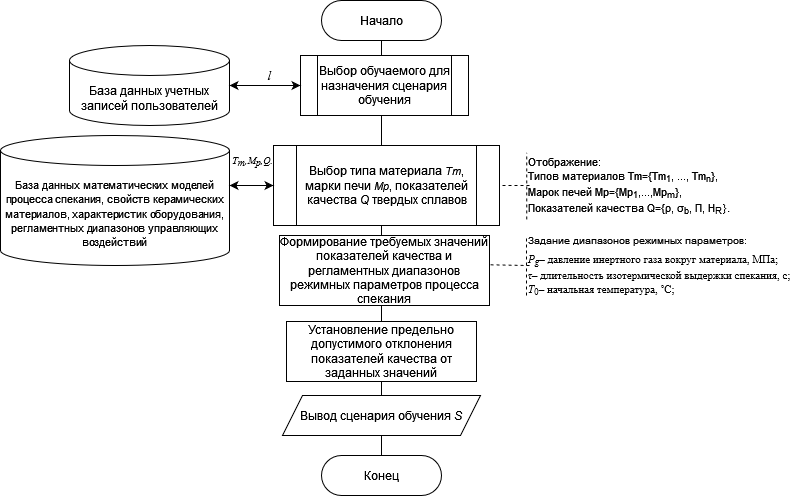 Начало
База данных учетных
записей пользователей
l
Выбор обучаемого для
назначения сценария
обучения
База данных математических моделей
процесса спекания, свойств керамических
материалов, характеристик оборудования,
регламентных диапазонов управляющих
воздействий
Tm,Mp,Q.
Выбор типа материала Tm,
марки печи Mp, показателей
качества Q твердых сплавов
Отображение:
Типов материалов Tm={Tm1, ..., Tmn},
Марок печей Mp={Mp1,...,Mpm},
Показателей качества Q={ρ, σb, П, HR}.
Формирование требуемых значений
показателей качества и
регламентных диапазонов
режимных параметров процесса
спекания
Задание диапазонов режимных параметров:
Pg– давление инертного газа вокруг материала, МПа;
τ– длительность изотермической выдержки спекания, с;
T0– начальная температура, °С;
Установление предельно
допустимого отклонения
показателей качества от
заданных значений
Вывод сценария обучения S
Конец